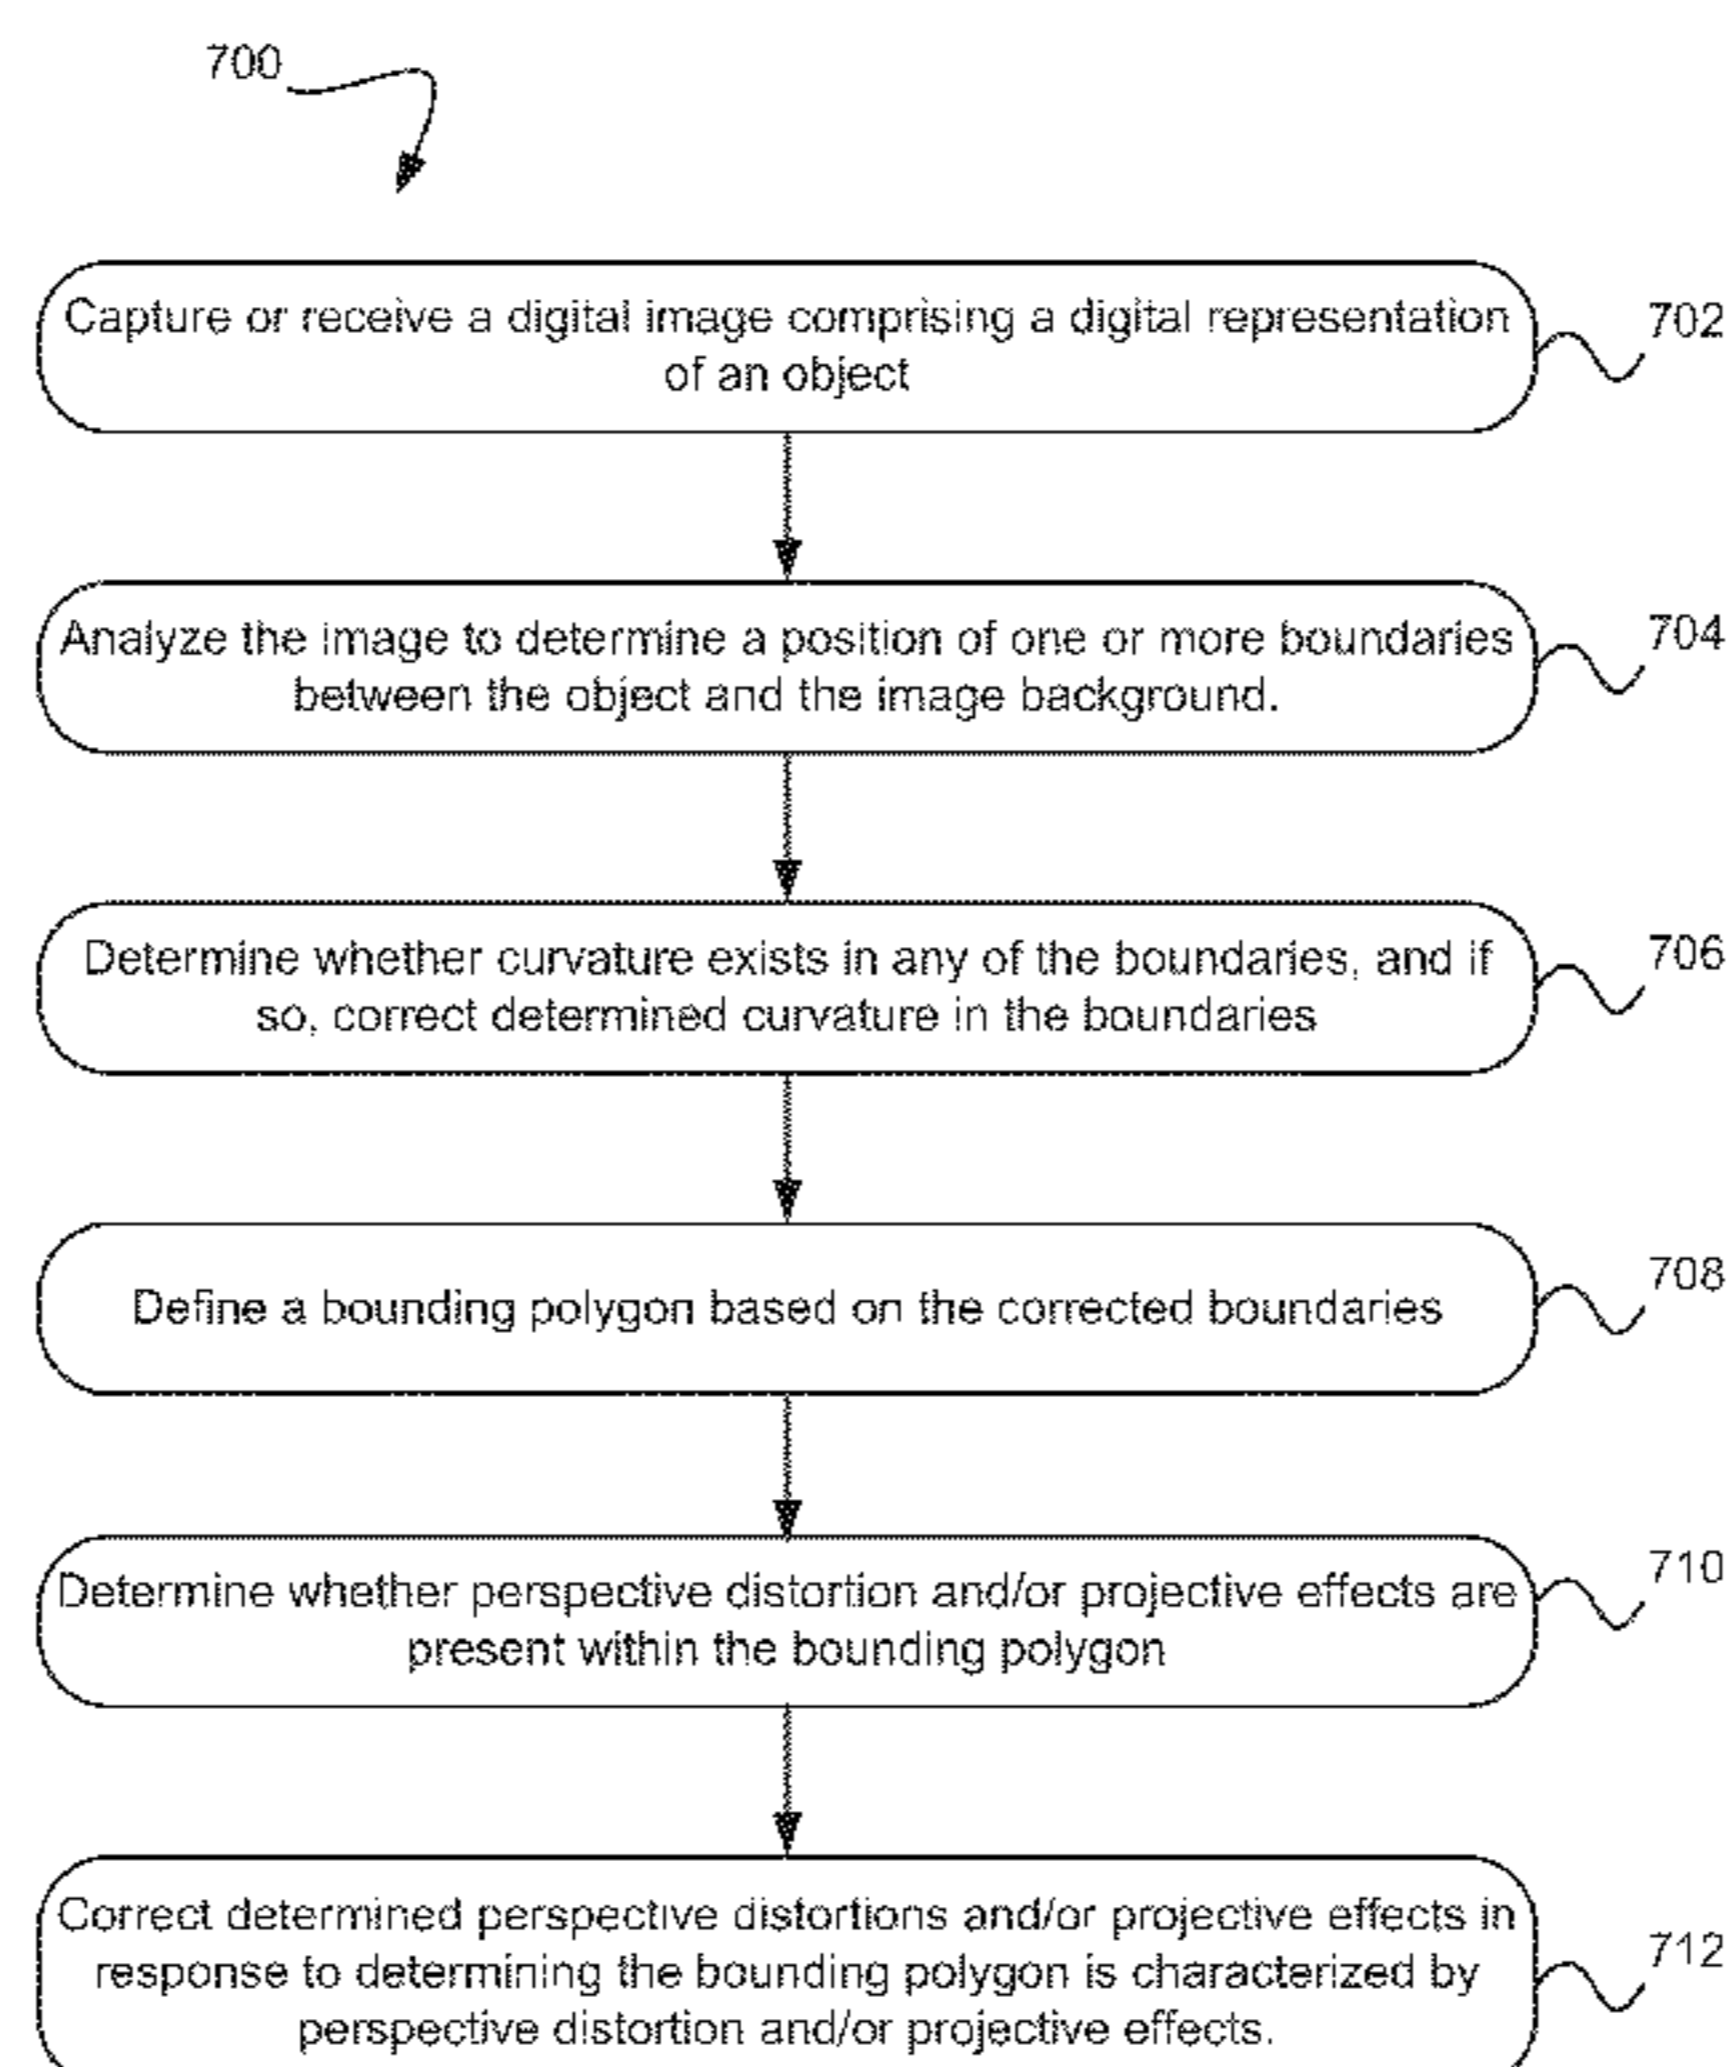 700
Capture or receive a digital image comprising a digital representation
of an object
702
Analyze the image to determine a position of one or more boundaries
between the object and the image background.
704
Determine whether curvature exists in any of the boundaries, and if
so, correct determined curvature in the boundaries
706
Define a bounding polygon based on the corrected boundaries
708
Determine whether perspective distortion and/or projective effects are
present within the bounding polygon
710
Correct determined perspective distortions and/or projective effects in
response to determining the bounding polygon is characterized by
perspective distortion and/or projective effects.
712